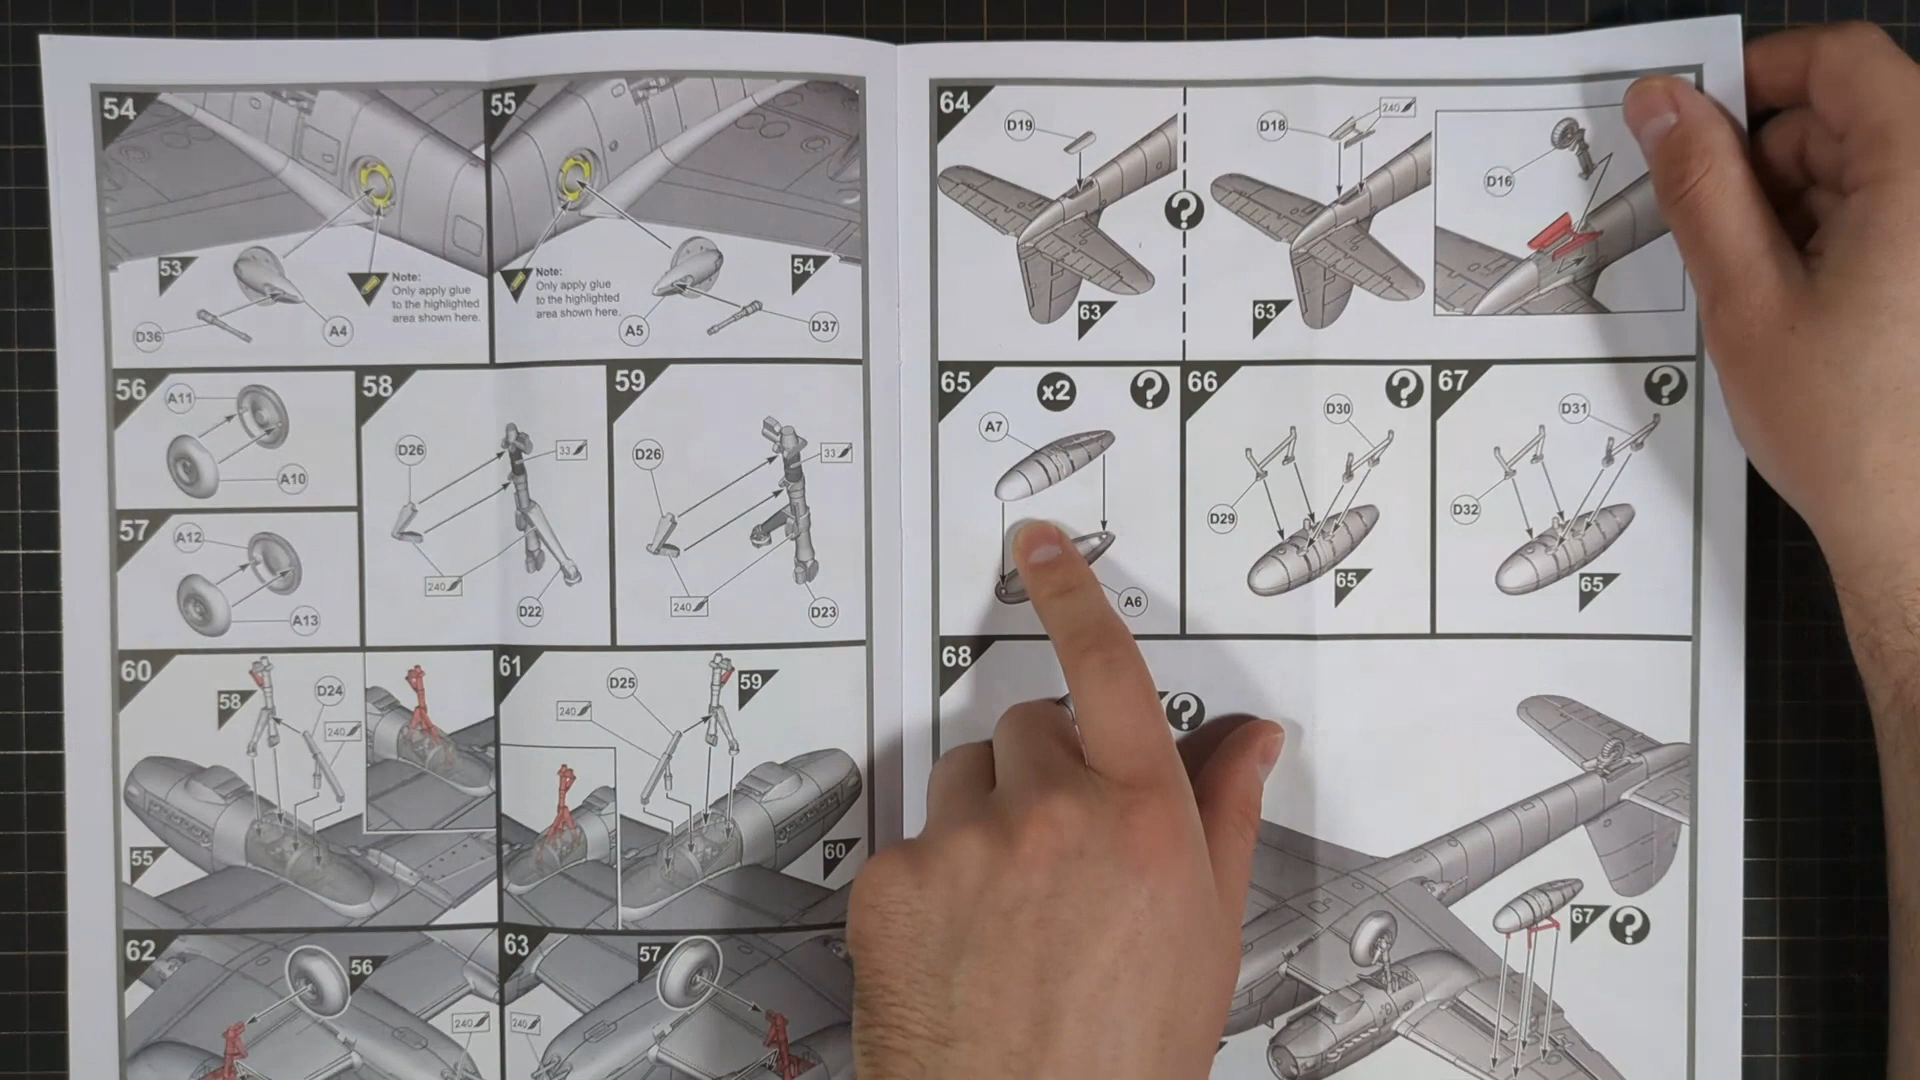 54
53
D36
A4
Note:
Only apply glue
to the highlighted
area shown here.
55
Note:
Only apply glue
to the highlighted
area shown here.
A5
54
D37
56
A11
A10
57
A12
A13
58
D26
33
240
D22
59
D26
33
240
D23
60
58
D24
240
55
61
D25
59
240
60
62
56
240
63
57
240
64
D19
?
63
D18
240
63
D16
65
x2
?
A7
A6
66
?
D30
D29
65
67
?
D31
D32
65
68
?
67
?